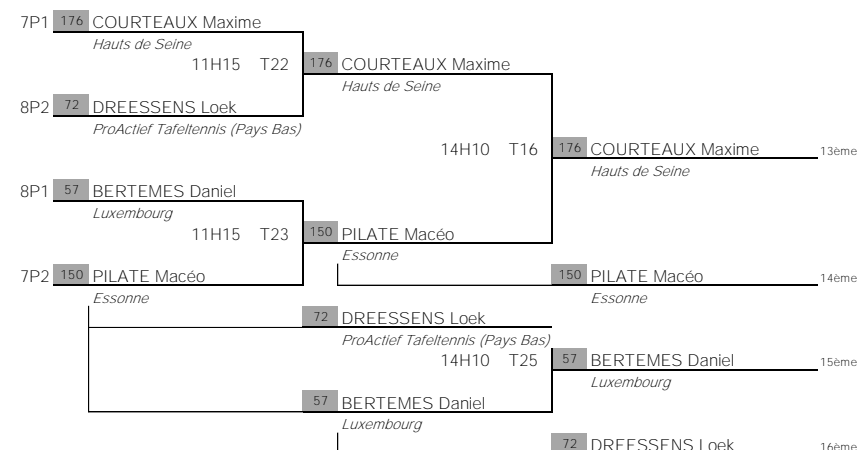 7P1 176 COURTEAUX Maxime
Hauts de Seine
11H15 T22 176 COURTEAUX Maxime
Hauts de Seine
8P2 72 DREESSENS Loek
ProActief Tafeltennis (Pays Bas)
14H10 T16 176 COURTEAUX Maxime 13ème
Hauts de Seine
8P1 57 BERTEMES Daniel
Luxembourg
11H15 T23 150 PILATE Macéo
Essonne
7P2 150 PILATE Macéo 150 PILATE Macéo 14ème
Essonne Essonne
72 DREESSENS Loek
ProActief Tafeltennis (Pays Bas)
14H10 T25 57 BERTEMES Daniel 15ème
Luxembourg
57 BERTEMES Daniel
Luxembourg
72 DREESSENS Loek 16ème